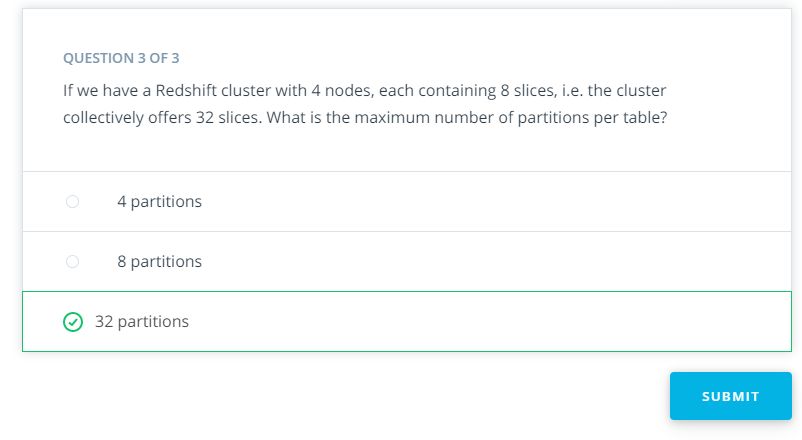 QUESTION 3 OF 3
If we have a Redshift cluster with 4 nodes, each containing 8 slices, i.e. the cluster
collectively offers 32 slices. What is the maximum number of partitions per table?
4 partitions
8 partitions
32 partitions
SUBMIT